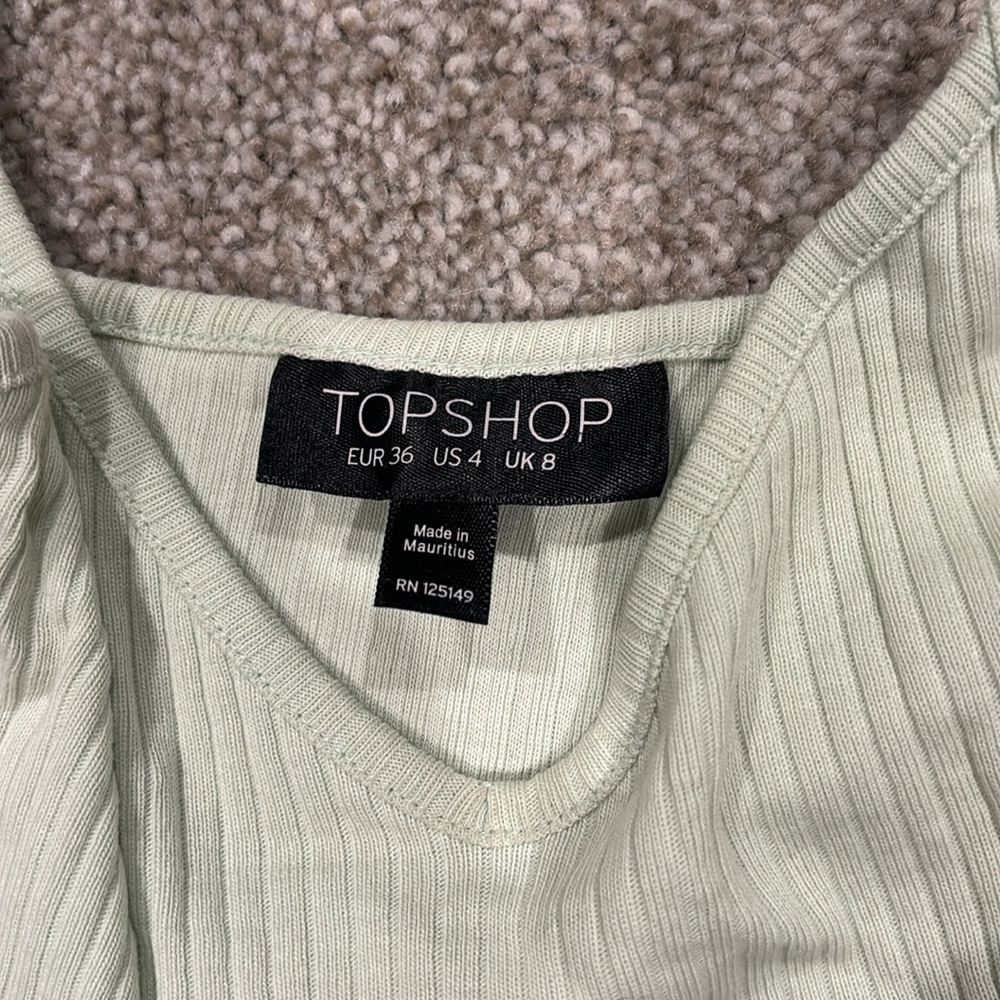 TOPSHOP
EUR 36 US 4 UK 8
Made in
Mauritius
RN 125149